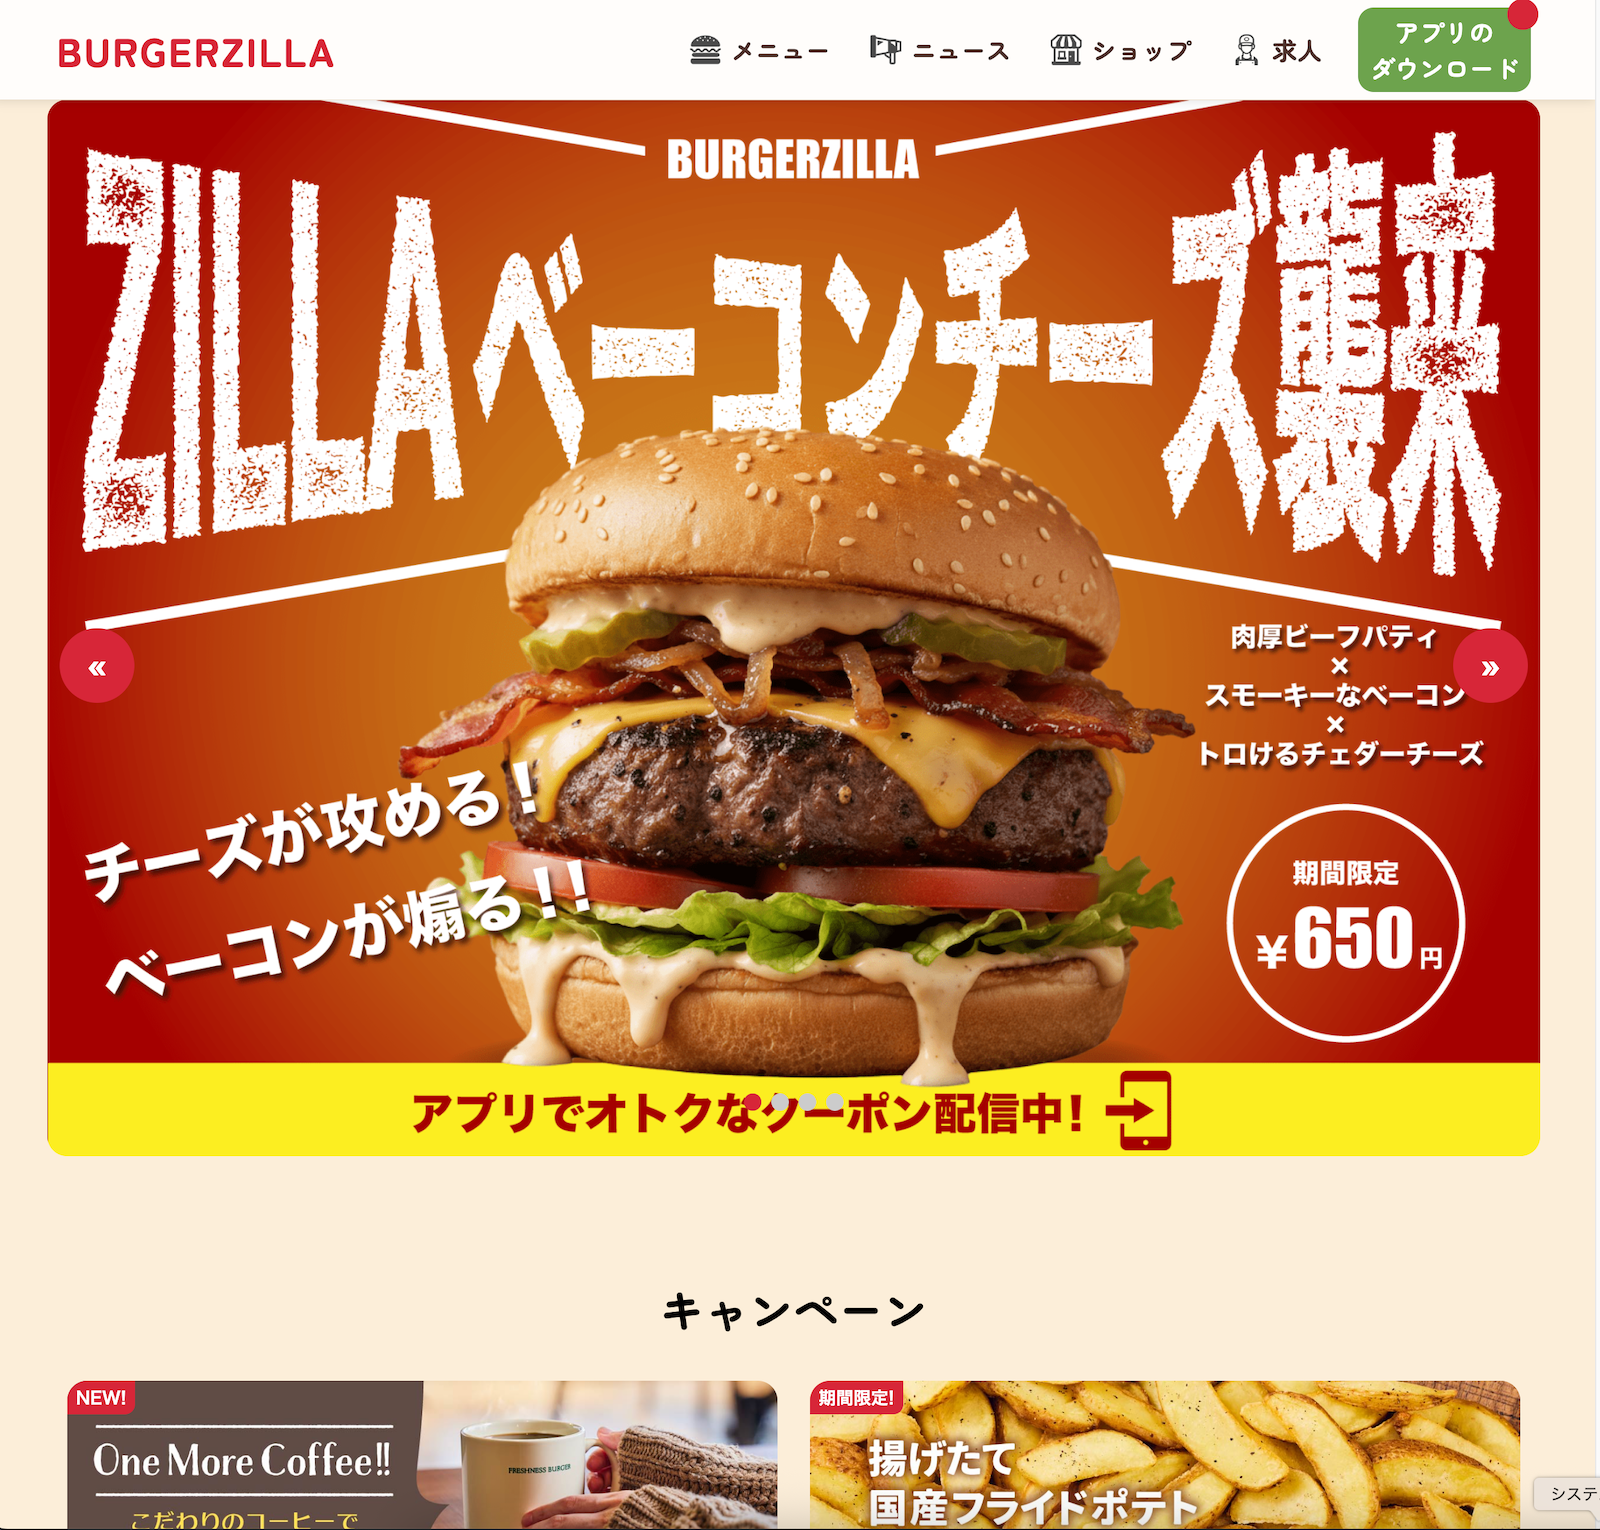 BURGERZILLA
メニュー
ニュース
ショップ
求人
アプリの
ダウンロード
BURGERZILLA
ZILLAベーコンチーズ襲来
肉厚ビーフパティ
×
スモーキーなベーコン
×
トロけるチェダーチーズ
チーズが攻める！
ベーコンが煽る！！
期間限定
¥650円
アプリでオトクなクーポン配信中！
キャンペーン
NEW!
One More Coffee!!
こだわりのコーヒーで
FRESHNESS BURGER
期間限定!
揚げたて
国産フライドポテト
システ